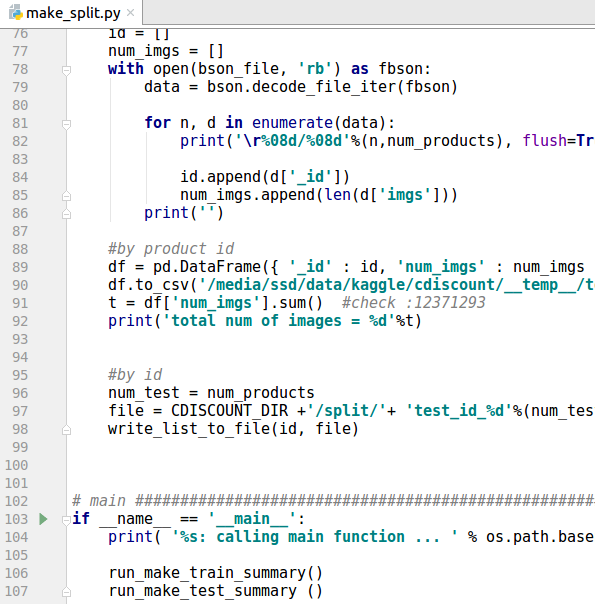 make_split.py
76 id = []
77 num_imgs = []
78 with open(bson_file, 'rb') as fbson:
79 data = bson.decode_file_iter(fbson)
80
81 for n, d in enumerate(data):
82 print('\r%08d/%08d'%(n,num_products), flush=Tr
83
84 id.append(d['_id'])
85 num_imgs.append(len(d['imgs']))
86 print('')
87
88 #by product id
89 df = pd.DataFrame({ '_id' : id, 'num_imgs' : num_imgs
90 df.to_csv('/media/ssd/data/kaggle/cdiscount/__temp__/t
91 t = df['num_imgs'].sum() #check :12371293
92 print('total num of images = %d'%t)
93
94
95 #by id
96 num_test = num_products
97 file = CDISCOUNT_DIR +'/split/'+ 'test_id_%d'%(num_tes
98 write_list_to_file(id, file)
99
100
101
102 # main ###################################################
103 if __name__ == '__main__':
104 print( '%s: calling main function ... ' % os.path.base
105
106 run_make_train_summary()
107 run_make_test_summary ()